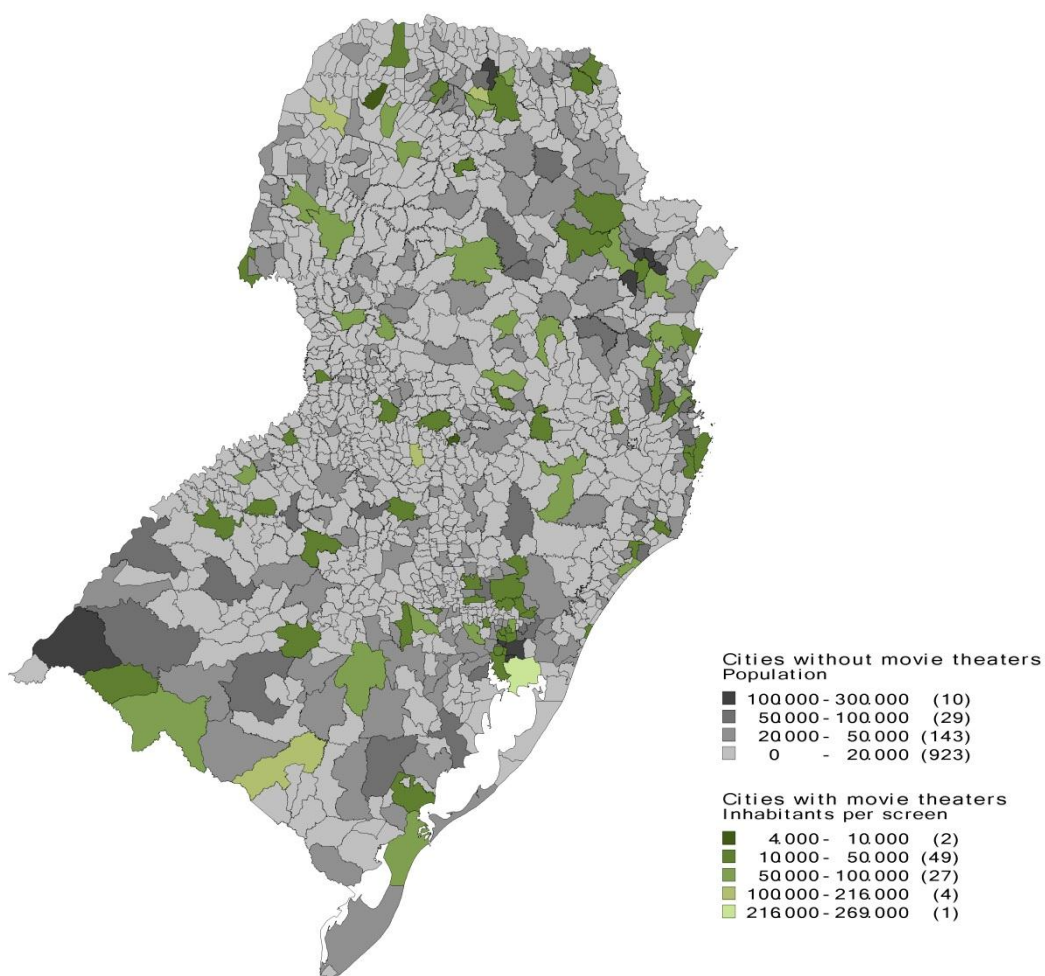 Cities without movie theaters
Population
100.000 - 300.000 (10)
50.000 - 100.000 (29)
20.000 - 50.000 (143)
0 - 20.000 (923)
Cities with movie theaters
Inhabitants per screen
4.000 - 10.000 (2)
10.000 - 50.000 (49)
50.000 - 100.000 (27)
100.000 - 216.000 (4)
216.000 - 269.000 (1)